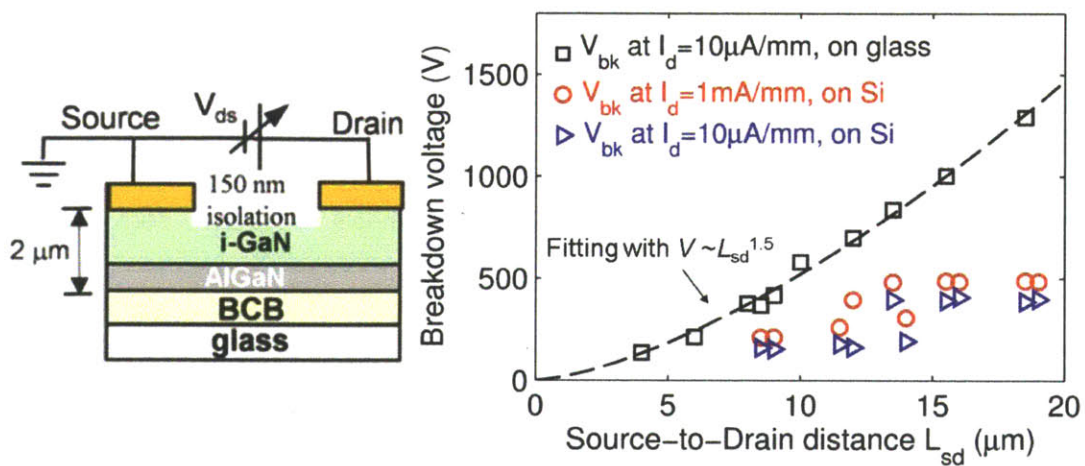 Source
V_ds
Drain
150 nm
isolation
i-GaN
2 μm
AlGaN
BCB
glass
Breakdown voltage (V)
1500
1000
500
0
V_bk at I_d=10μA/mm, on glass
V_bk at I_d=1mA/mm, on Si
V_bk at I_d=10μA/mm, on Si
Fitting with V ~L_sd^1.5
0 5 10 15 20
Source−to−Drain distance L_sd (μm)